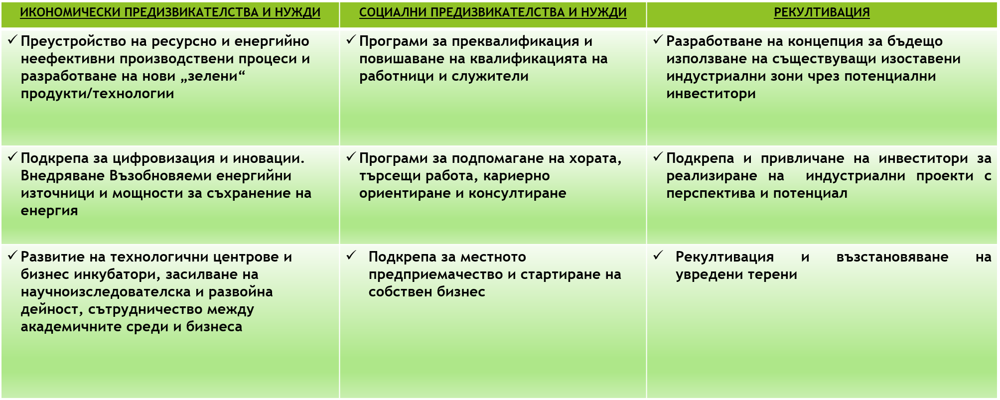 ИКОНОМИЧЕСКИ ПРЕДИЗВИКАТЕЛСТВА И НУЖДИ
СОЦИАЛНИ ПРЕДИЗВИКАТЕЛСТВА И НУЖДИ
РЕКУЛТИВАЦИЯ
✓ Преустройство на ресурсно и енергийно
неефективни производствени процеси и
разработване на нови „зелени“
продукти/технологии
✓ Програми за преквалификация и
повишаване на квалификацията на
работници и служители
✓ Разработване на концепция за бъдещо
използване на съществуващи изоставени
индустриални зони чрез потенциални
инвеститори
✓ Подкрепа за цифровизация и иновации.
Внедряване Възобновяеми енергийни
източници и мощности за съхранение на
енергия
✓ Програми за подпомагане на хората,
търсещи работа, кариерно
ориентиране и консултиране
✓ Подкрепа и привличане на инвеститори за
реализиране на индустриални проекти с
перспектива и потенциал
✓ Развитие на технологични центрове и
бизнес инкубатори, засилване на
научноизследователска и развойна
дейност, сътрудничество между
академичните среди и бизнеса
✓ Подкрепа за местното
предприемачество и стартиране на
собствен бизнес
✓ Рекултивация и възстановяване на
увредени терени